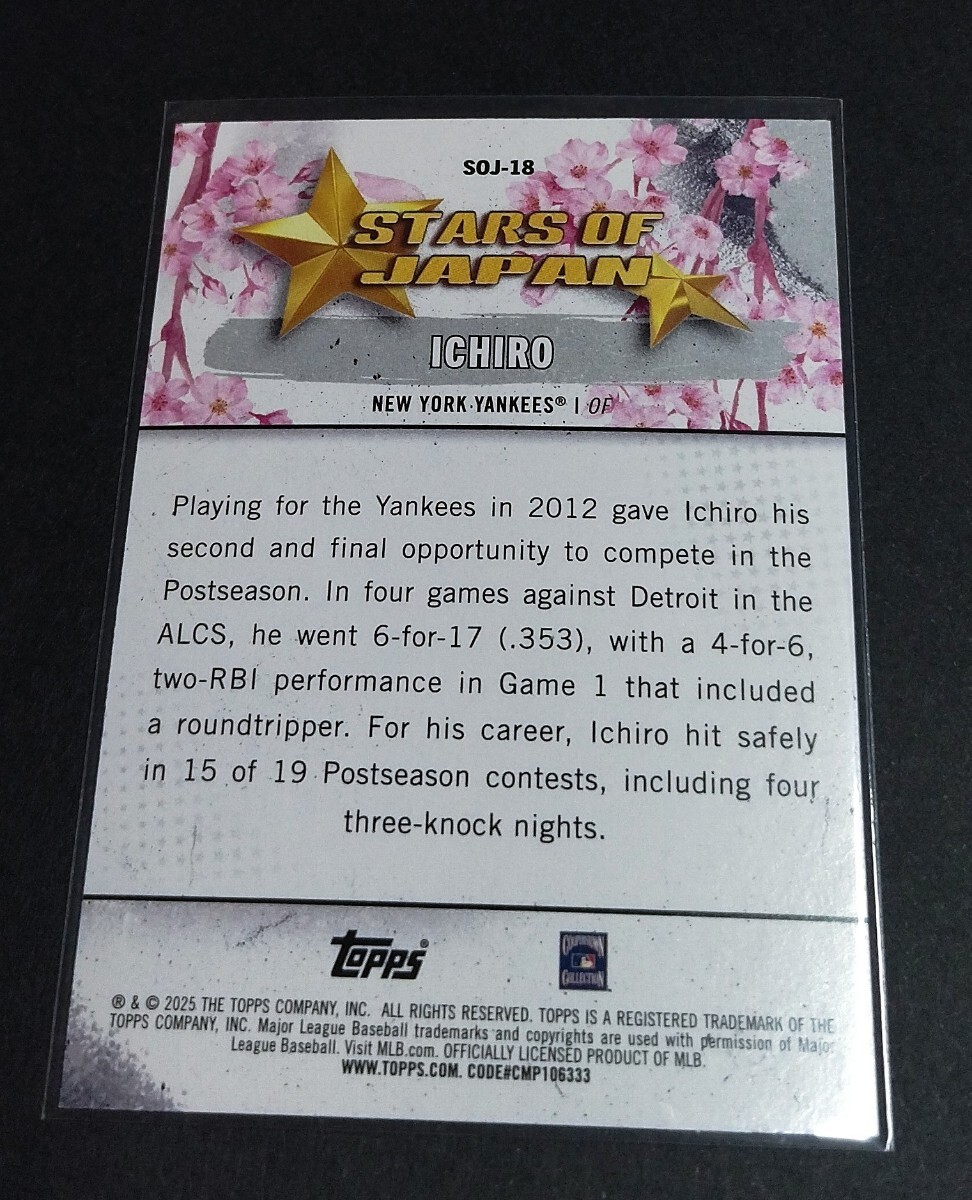 SOJ-18
STARS OF
JAPAN
ICHIRO
NEW YORK YANKEES® | OF
Playing for the Yankees in 2012 gave Ichiro his
second and final opportunity to compete in the
Postseason. In four games against Detroit in the
ALCS, he went 6-for-17 (.353), with a 4-for-6,
two-RBI performance in Game 1 that included
a roundtripper. For his career, Ichiro hit safely
in 15 of 19 Postseason contests, including four
three-knock nights.
Topps®
COOPERSTOWN
COLLECTION
® & © 2025 THE TOPPS COMPANY, INC. ALL RIGHTS RESERVED. TOPPS IS A REGISTERED TRADEMARK OF THE
TOPPS COMPANY, INC. Major League Baseball trademarks and copyrights are used with permission of Major
League Baseball. Visit MLB.com. OFFICIALLY LICENSED PRODUCT OF MLB.
WWW.TOPPS.COM. CODE#CMP106333